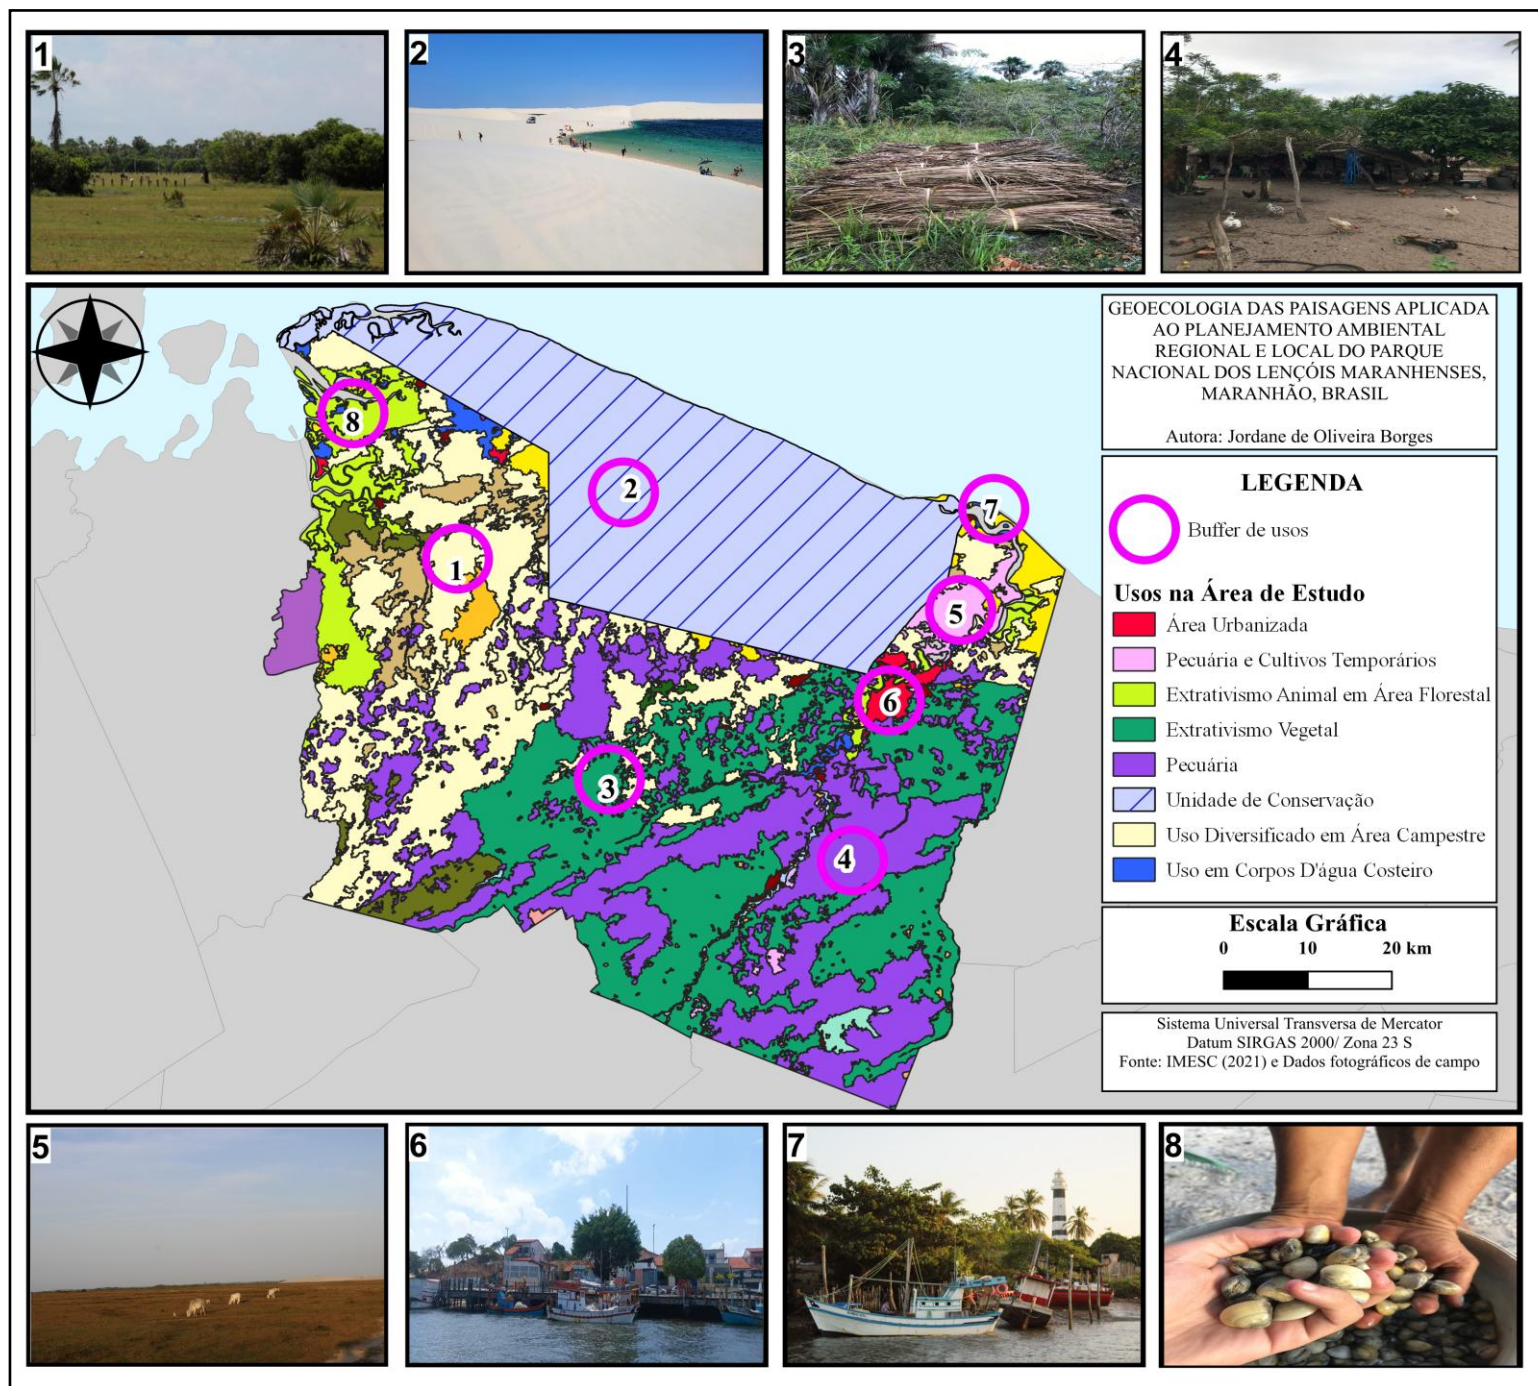 1
2
3
4
GEOECOLOGIA DAS PAISAGENS APLICADA
AO PLANEJAMENTO AMBIENTAL
REGIONAL E LOCAL DO PARQUE
NACIONAL DOS LENÇÓIS MARANHENSES,
MARANHÃO, BRASIL
Autora: Jordane de Oliveira Borges
8
2
7
1
5
6
3
4
LEGENDA
Buffer de usos
Usos na Área de Estudo
Área Urbanizada
Pecuária e Cultivos Temporários
Extrativismo Animal em Área Florestal
Extrativismo Vegetal
Pecuária
Unidade de Conservação
Uso Diversificado em Área Campestre
Uso em Corpos D'água Costeiro
Escala Gráfica
0 10 20 km
Sistema Universal Transversa de Mercator
Datum SIRGAS 2000/ Zona 23 S
Fonte: IMESC (2021) e Dados fotográficos de campo
5
6
7
8